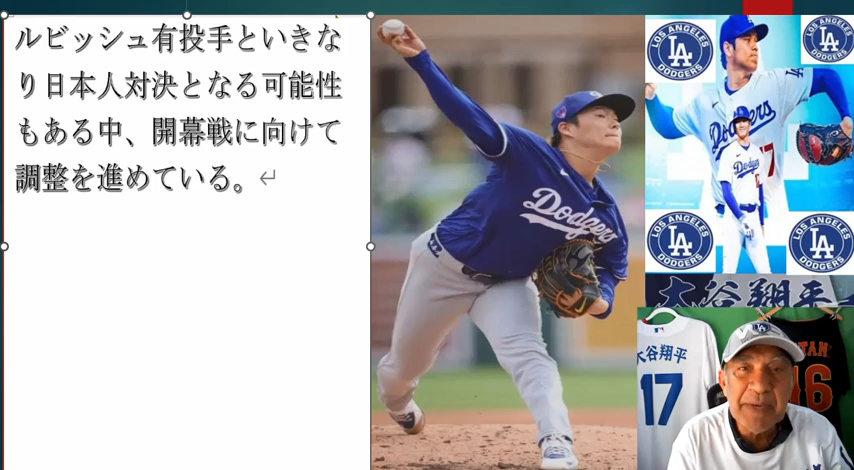 ルビッシュ有投手といきな
り日本人対決となる可能性
もある中、開幕戦に向けて
調整を進めている。
Dodgers
LOS ANGELES
LA
DODGERS
LOS ANGELES
LA
DODGERS
LA
Dodgers
17
Dodgers
LOS ANGELES
LA
DODGERS
LOS ANGELES
LA
DODGERS
大谷翔平
大谷翔平
17
16
LA